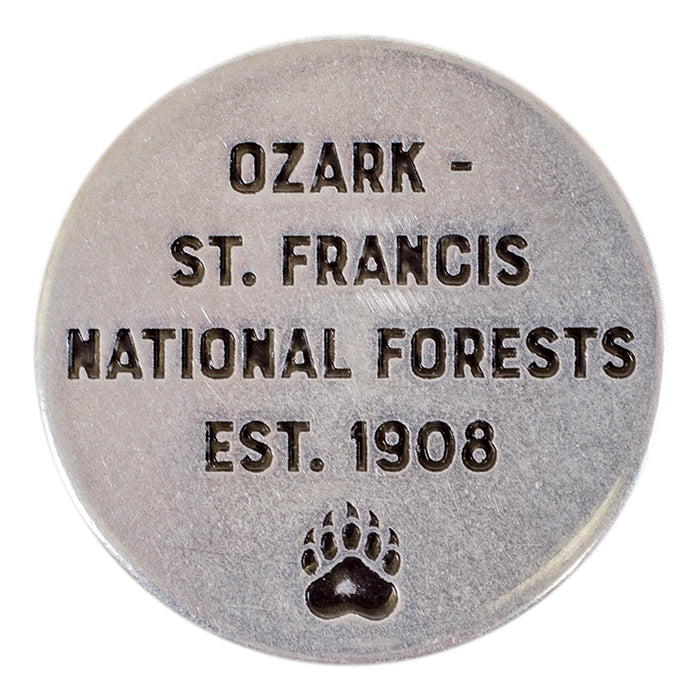 OZARK -
ST. FRANCIS
NATIONAL FORESTS
EST. 1908